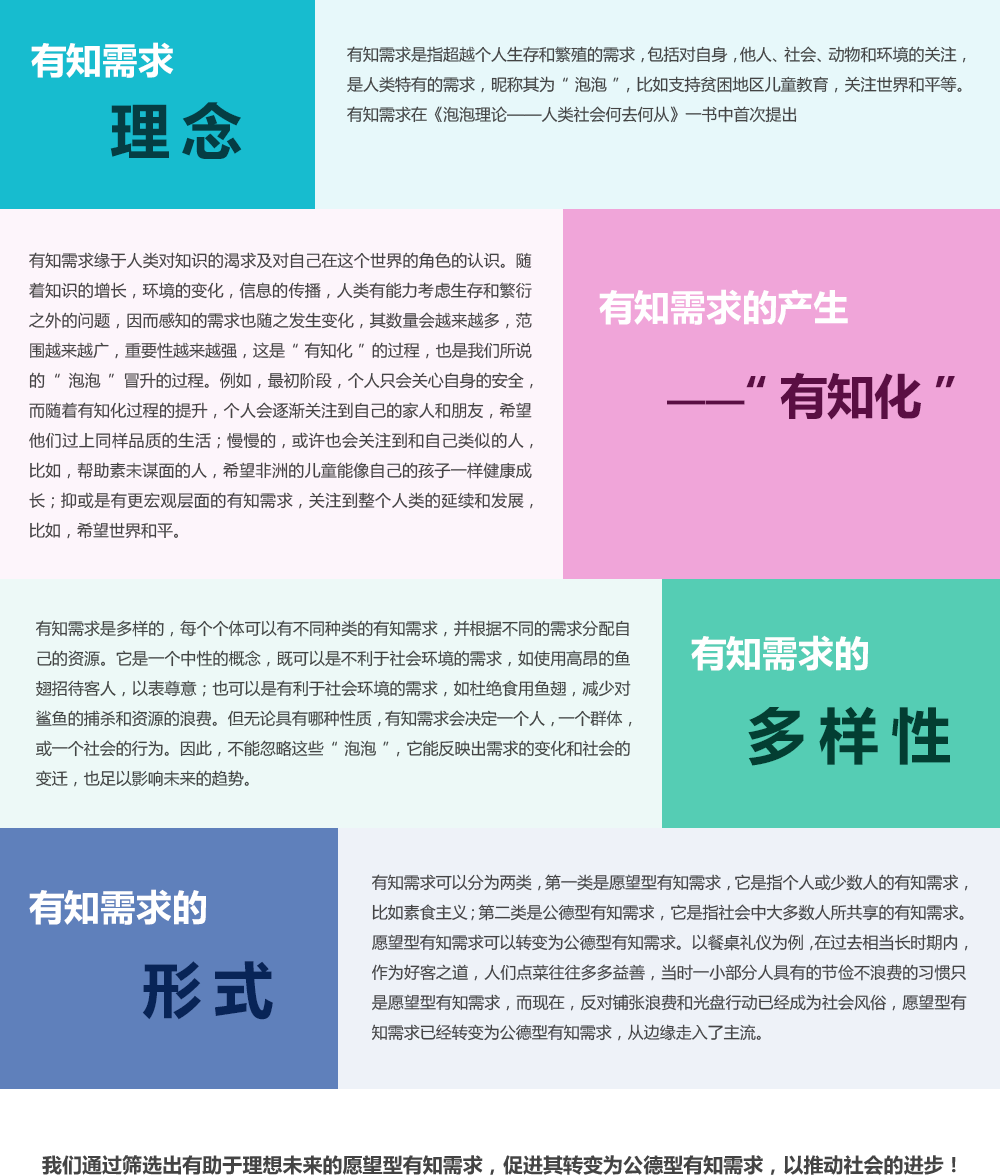 有知需求
理念
有知需求是指超越个人生存和繁殖的需求，包括对自身，他人、社会、动物和环境的关注，
是人类特有的需求，昵称其为“ 泡泡 ”，比如支持贫困地区儿童教育，关注世界和平等。
有知需求在《泡泡理论——人类社会何去何从》一书中首次提出
有知需求缘于人类对知识的渴求及对自己在这个世界的角色的认识。随
着知识的增长，环境的变化，信息的传播，人类有能力考虑生存和繁衍
之外的问题，因而感知的需求也随之发生变化，其数量会越来越多，范
围越来越广，重要性越来越强，这是“ 有知化 ”的过程，也是我们所说
的“ 泡泡 ”冒升的过程。例如，最初阶段，个人只会关心自身的安全，
而随着有知化过程的提升，个人会逐渐关注到自己的家人和朋友，希望
他们过上同样品质的生活；慢慢的，或许也会关注到和自己类似的人，
比如，帮助素未谋面的人，希望非洲的儿童能像自己的孩子一样健康成
长；抑或是有更宏观层面的有知需求，关注到整个人类的延续和发展，
比如，希望世界和平。
有知需求的产生
——“ 有知化 ”
有知需求是多样的，每个个体可以有不同种类的有知需求，并根据不同的需求分配自
己的资源。它是一个中性的概念，既可以是不利于社会环境的需求，如使用高昂的鱼
翅招待客人，以表尊意；也可以是有利于社会环境的需求，如杜绝食用鱼翅，减少对
鲨鱼的捕杀和资源的浪费。但无论具有哪种性质，有知需求会决定一个人，一个群体，
或一个社会的行为。因此，不能忽略这些“ 泡泡 ”，它能反映出需求的变化和社会的
变迁，也足以影响未来的趋势。
有知需求的
多样性
有知需求的
形式
有知需求可以分为两类，第一类是愿望型有知需求，它是指个人或少数人的有知需求，
比如素食主义；第二类是公德型有知需求，它是指社会中大多数人所共享的有知需求。
愿望型有知需求可以转变为公德型有知需求。以餐桌礼仪为例，在过去相当长时期内，
作为好客之道，人们点菜往往多多益善，当时一小部分人具有的节俭不浪费的习惯只
是愿望型有知需求，而现在，反对铺张浪费和光盘行动已经成为社会风俗，愿望型有
知需求已经转变为公德型有知需求，从边缘走入了主流。
我们通过筛选出有助于理想未来的愿望型有知需求，促进其转变为公德型有知需求，以推动社会的进步！